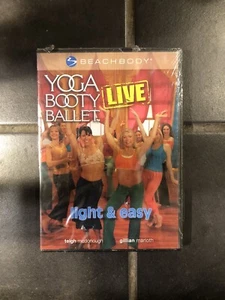 BEACHBODY
YOGA
BOOTY
BALLET
LIVE
light & easy
teigh mcdonough
gillian marloth